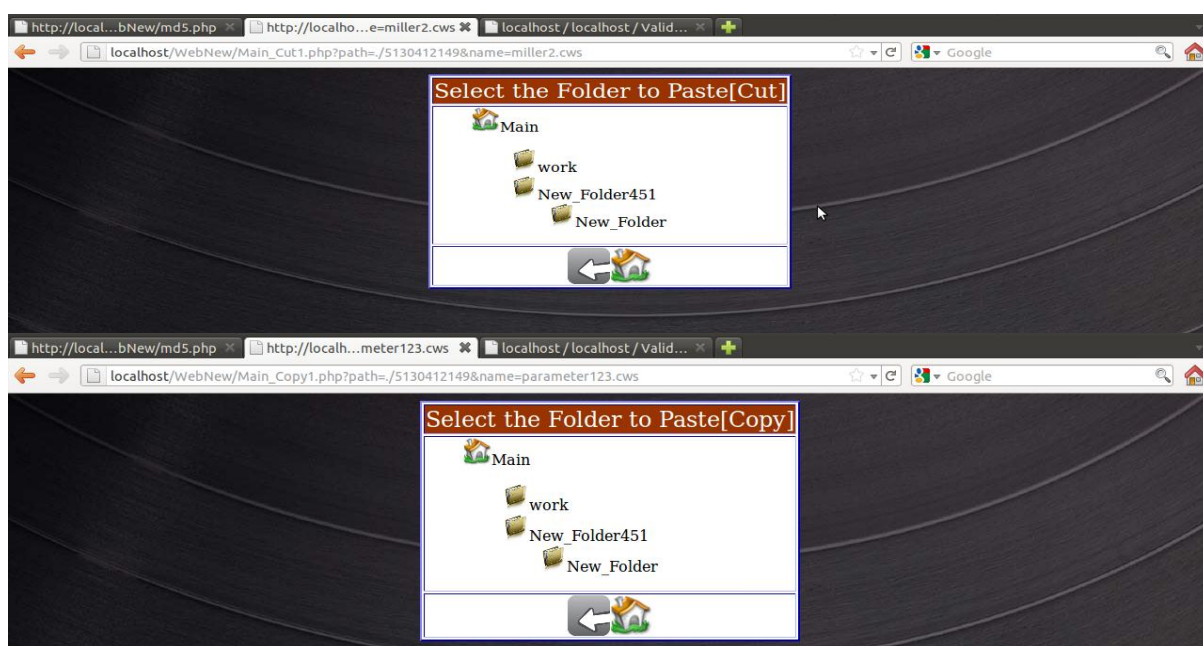 http://local...bNew/md5.php
http://localho...e=miller2.cws
localhost / localhost / Valid...
localhost/WebNew/Main_Cut1.php?path=./5130412149&name=miller2.cws
Google
Select the Folder to Paste[Cut]
Main
work
New_Folder451
New_Folder
http://local...bNew/md5.php
http://localh...meter123.cws
localhost / localhost / Valid...
localhost/WebNew/Main_Copy1.php?path=./5130412149&name=parameter123.cws
Google
Select the Folder to Paste[Copy]
Main
work
New_Folder451
New_Folder